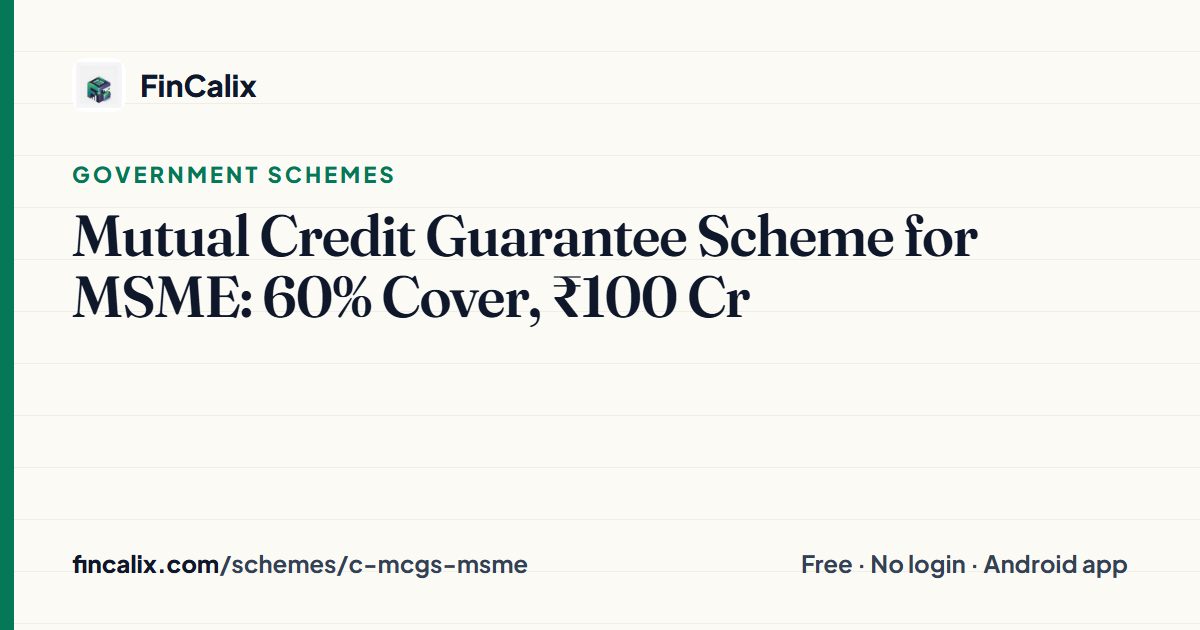 FinCalix
GOVERNMENT SCHEMES
Mutual Credit Guarantee Scheme for
MSME: 60% Cover, ₹100 Cr
fincalix.com/schemes/c-mcgs-msme
Free · No login · Android app